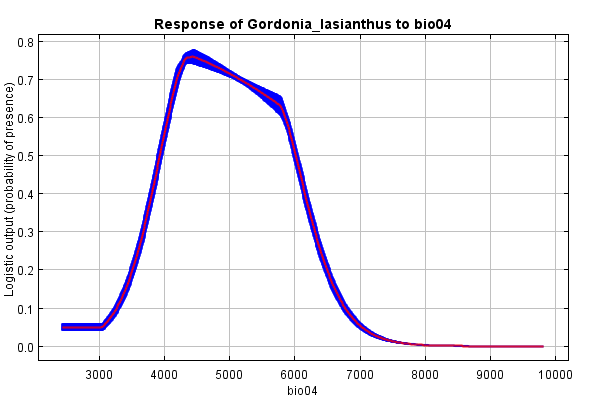 Response of Gordonia_lasianthus to bio04
Logistic output (probability of presence)
0.8
0.7
0.6
0.5
0.4
0.3
0.2
0.1
0.0
3000 4000 5000 6000 7000 8000 9000 10000
bio04